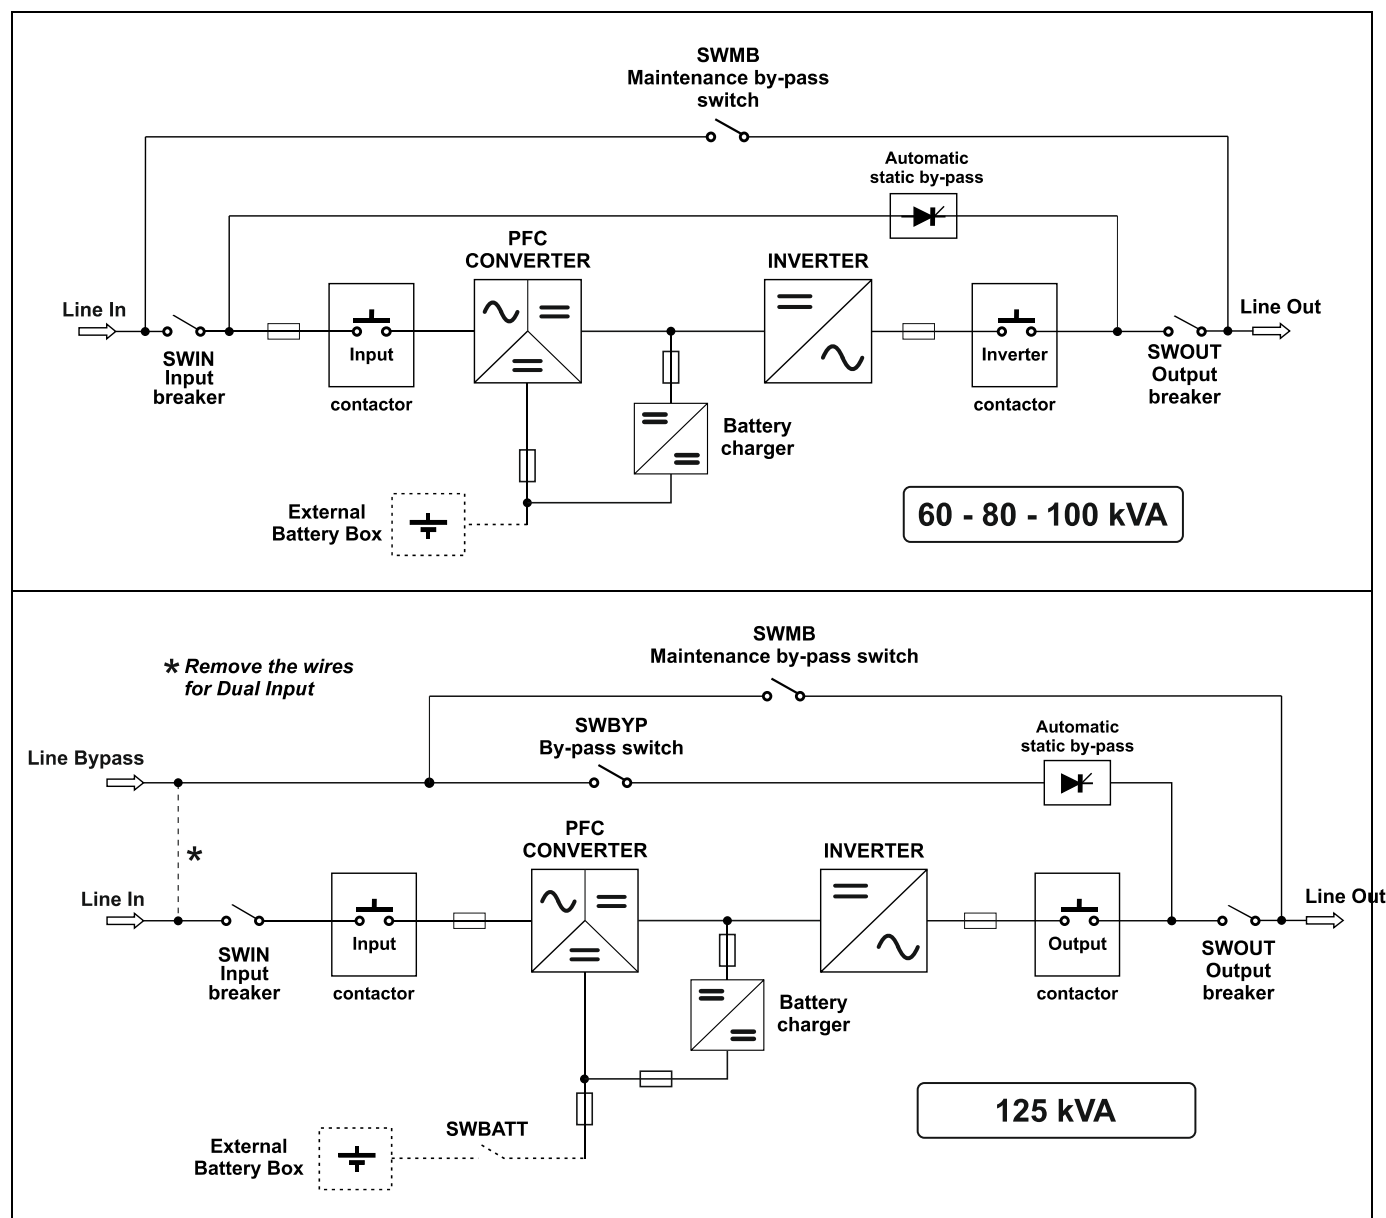 SWMB
Maintenance by-pass
switch
Automatic
static by-pass
PFC
CONVERTER
INVERTER
Line In
Line Out
SWIN
Input
breaker
Input
contactor
Inverter
contactor
SWOUT
Output
breaker
Battery
charger
External
Battery Box
60 - 80 - 100 kVA
* Remove the wires
for Dual Input
SWMB
Maintenance by-pass switch
SWBYP
By-pass switch
Automatic
static by-pass
Line Bypass
*
PFC
CONVERTER
INVERTER
Line In
Line Out
SWIN
Input
breaker
Input
contactor
Output
contactor
SWOUT
Output
breaker
Battery
charger
125 kVA
SWBATT
External
Battery Box